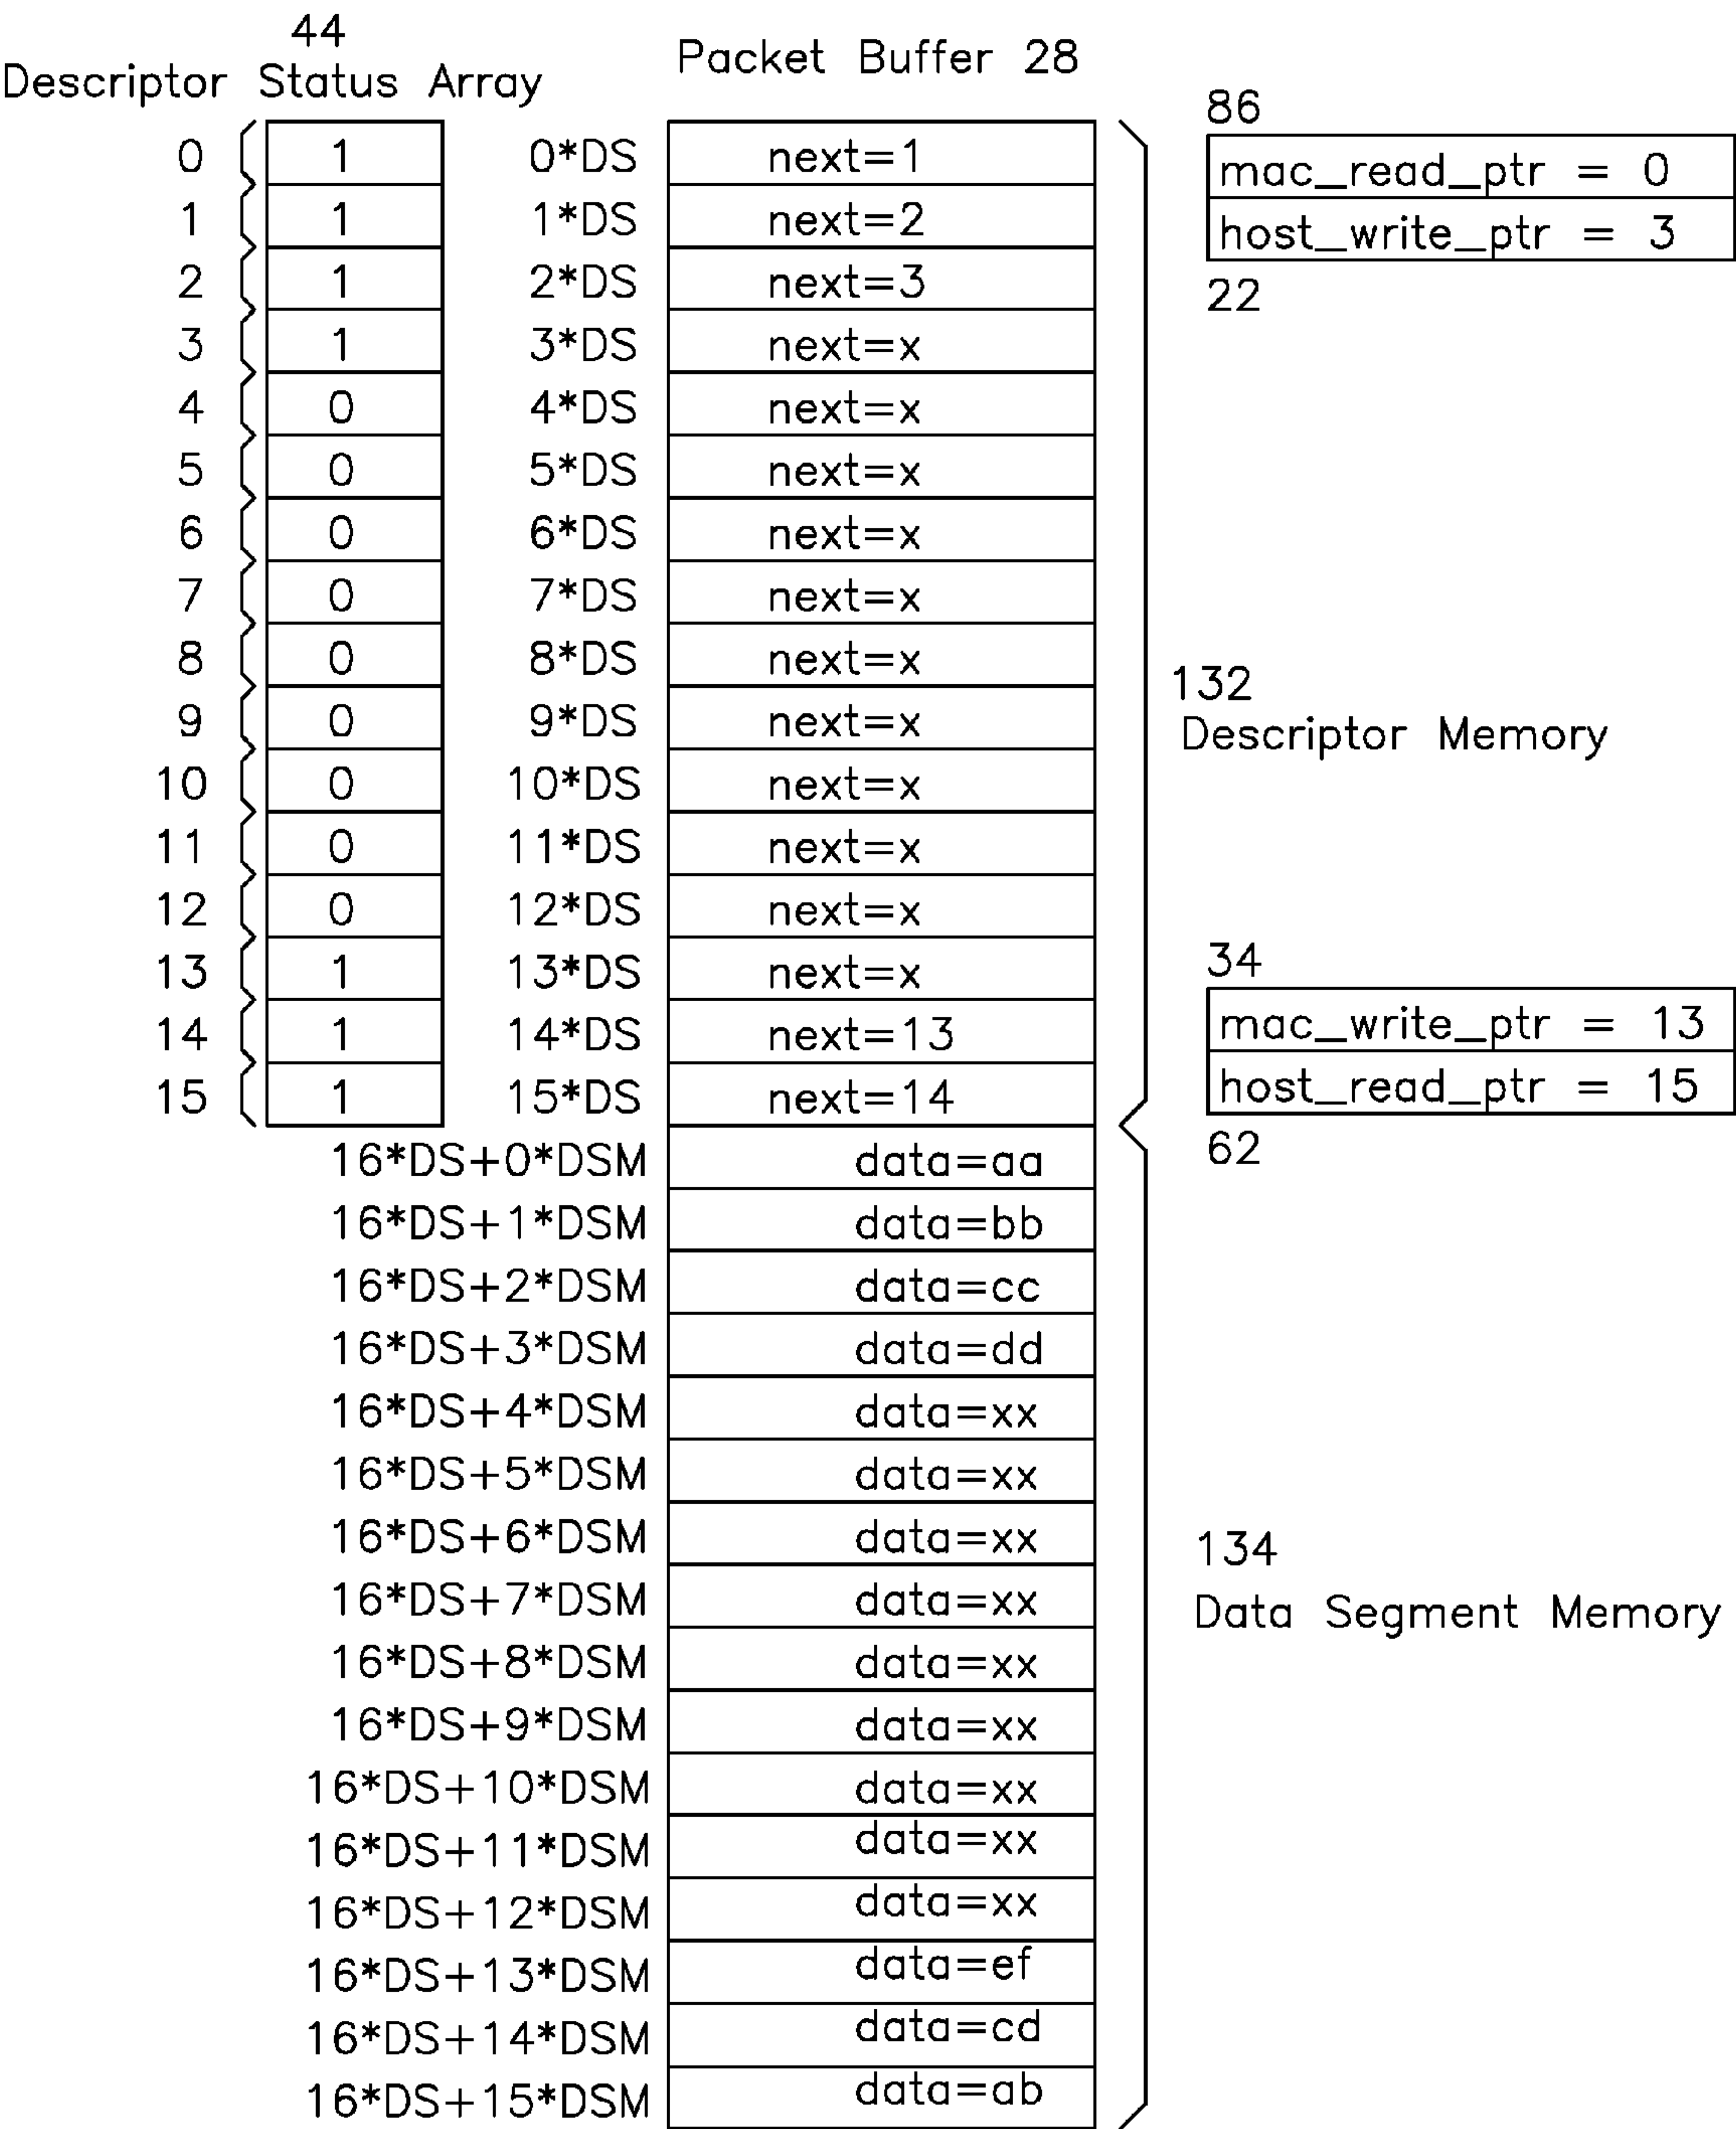 44
Descriptor Status Array
Packet Buffer 28
0 1 0*DS next=1
1 1 1*DS next=2
2 1 2*DS next=3
3 1 3*DS next=x
4 0 4*DS next=x
5 0 5*DS next=x
6 0 6*DS next=x
7 0 7*DS next=x
8 0 8*DS next=x
9 0 9*DS next=x
10 0 10*DS next=x
11 0 11*DS next=x
12 0 12*DS next=x
13 1 13*DS next=x
14 1 14*DS next=13
15 1 15*DS next=14
16*DS+0*DSM data=aa
16*DS+1*DSM data=bb
16*DS+2*DSM data=cc
16*DS+3*DSM data=dd
16*DS+4*DSM data=xx
16*DS+5*DSM data=xx
16*DS+6*DSM data=xx
16*DS+7*DSM data=xx
16*DS+8*DSM data=xx
16*DS+9*DSM data=xx
16*DS+10*DSM data=xx
16*DS+11*DSM data=xx
16*DS+12*DSM data=xx
16*DS+13*DSM data=ef
16*DS+14*DSM data=cd
16*DS+15*DSM data=ab
86
mac_read_ptr = 0
host_write_ptr = 3
22
132
Descriptor Memory
34
mac_write_ptr = 13
host_read_ptr = 15
62
134
Data Segment Memory